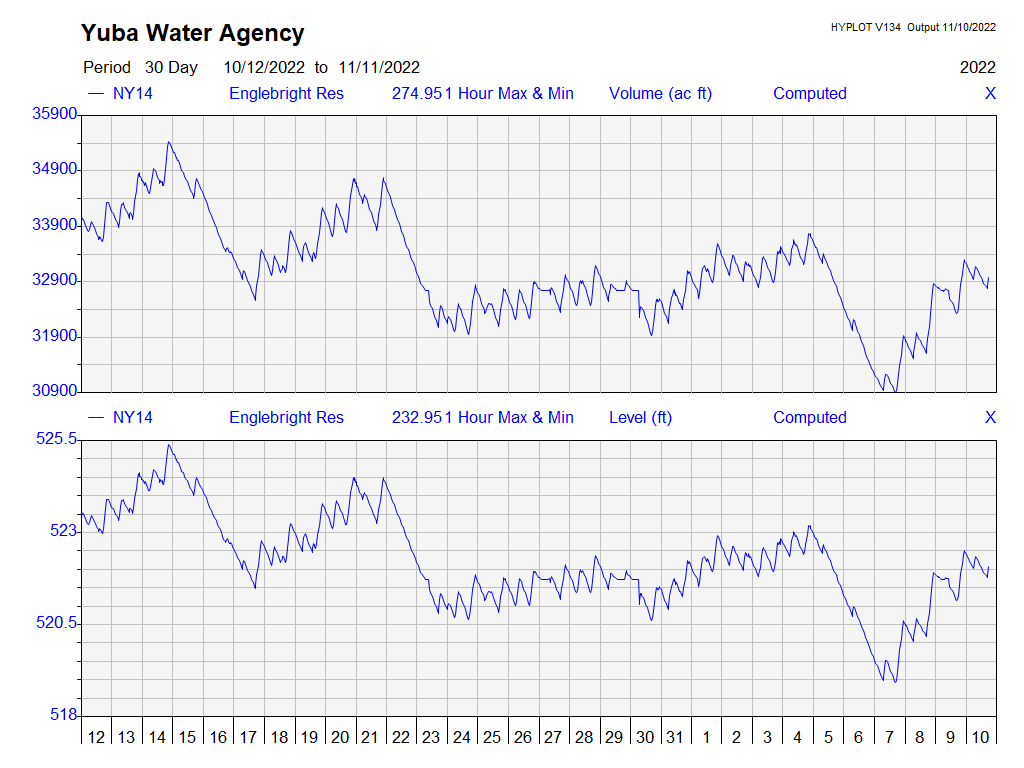 Yuba Water Agency
HYPLOT V134 Output 11/10/2022
Period 30 Day 10/12/2022 to 11/11/2022 2022
NY14 Englebright Res 274.951 Hour Max & Min Volume (ac ft) Computed X
35900
34900
33900
32900
31900
30900
NY14 Englebright Res 232.951 Hour Max & Min Level (ft) Computed X
525.5
523
520.5
518
12 13 14 15 16 17 18 19 20 21 22 23 24 25 26 27 28 29 30 31 1 2 3 4 5 6 7 8 9 10